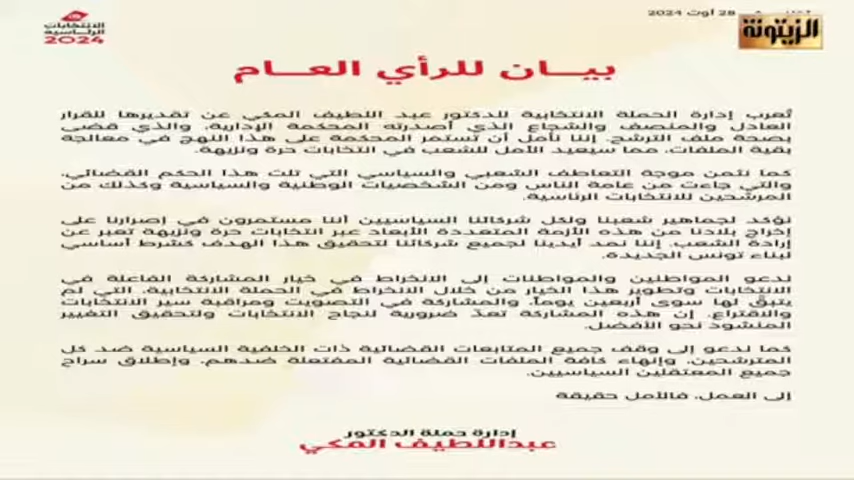 الانتخابات
الرئاسية
2024
28 أوت 2024
الزيتونة
بيـــان للرأي العـــام
تُعرب إدارة الحملة الانتخابية للدكتور عبد اللطيف المكي عن تقديرها للقرار
العادل والمنصف والشجاع الذي أصدرته المحكمة الإدارية، والذي قضى
بصحة ملف الترشح. إننا نأمل أن تستمر المحكمة على هذا النهج في معالجة
بقية الملفات، مما سيعيد الأمل للشعب في انتخابات حرة ونزيهة.
كما نثمن موجة التعاطف الشعبي والسياسي التي تلت هذا الحكم القضائي،
والتي جاءت من عامة الناس ومن الشخصيات الوطنية والسياسية وكذلك من
المرشحين للانتخابات الرئاسية.
نؤكد لجماهير شعبنا ولكل شركائنا السياسيين أننا مستمرون في إصرارنا على
إخراج بلادنا من هذه الأزمة المتعددة الأبعاد عبر انتخابات حرة ونزيهة تعبر عن
إرادة الشعب. إننا نمد أيدينا لجميع شركائنا لتحقيق هذا الهدف كشرط أساسي
لبناء تونس الجديدة.
ندعو المواطنين والمواطنات إلى الانخراط في خيار المشاركة الفاعلة في
الانتخابات وتطوير هذا الخيار من خلال الانخراط في الحملة الانتخابية، التي لم
يتبقَّ لها سوى أربعين يوماً، والمشاركة في التصويت ومراقبة سير الانتخابات
والاقتراع. إن هذه المشاركة تعدّ ضرورية لنجاح الانتخابات ولتحقيق التغيير
المنشود نحو الأفضل.
كما ندعو إلى وقف جميع المتابعات القضائية ذات الخلفية السياسية ضد كل
المترشحين، وإنهاء كافة الملفات القضائية المفتعلة ضدهم، وإطلاق سراح
جميع المعتقلين السياسيين.
إلى العمل، فالأمل حقيقة
إدارة حملة الدكتور
عبداللطيف المكي